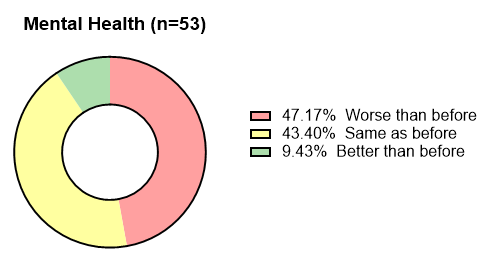 Mental Health (n=53)
47.17% Worse than before
43.40% Same as before
9.43% Better than before